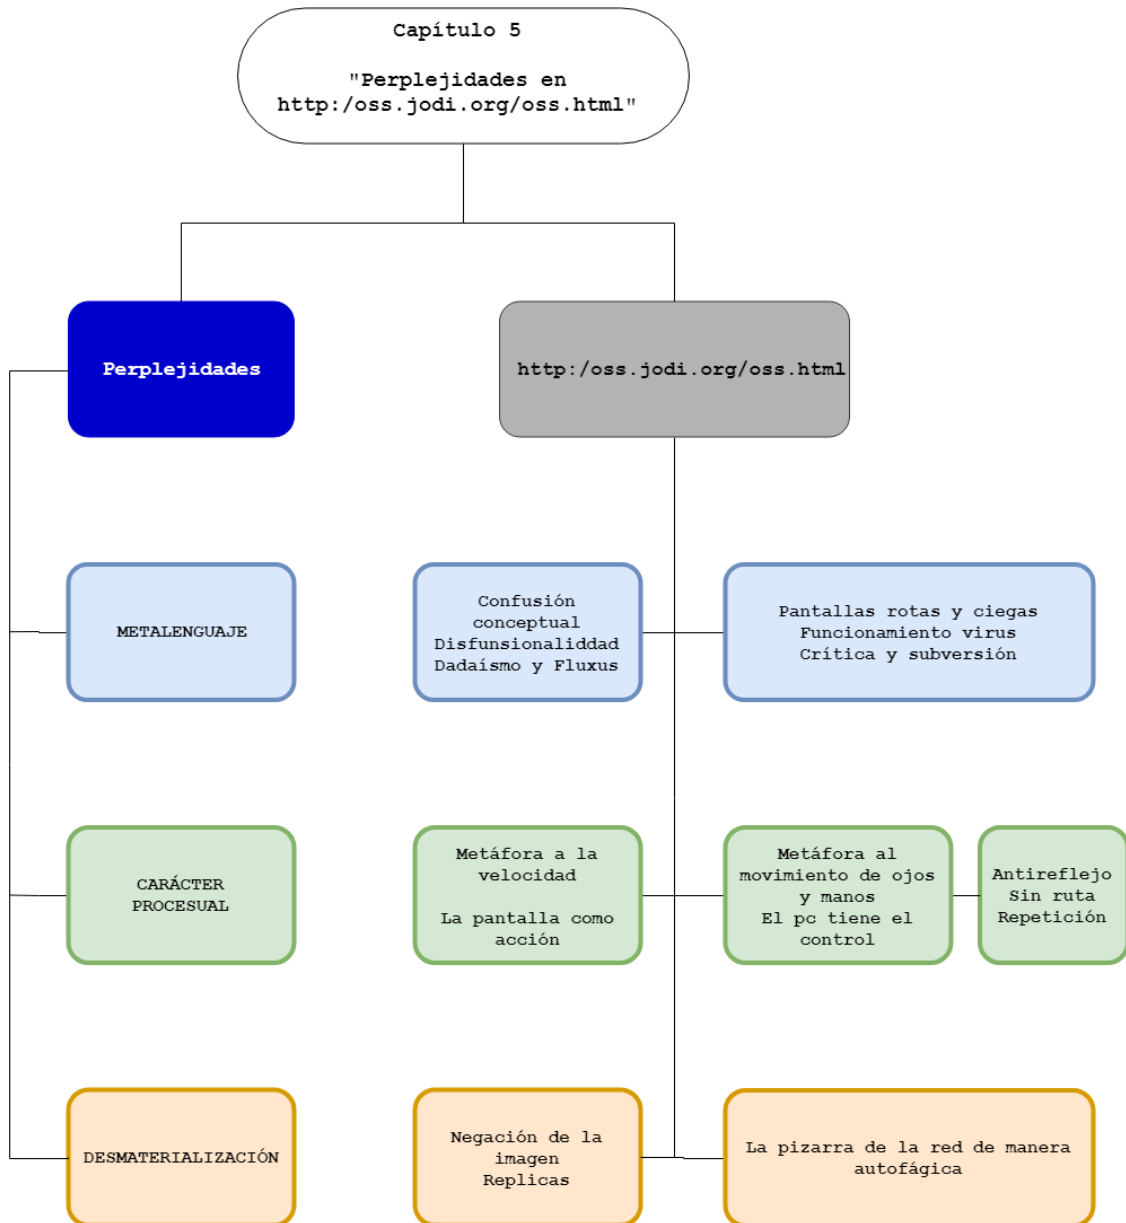 Capítulo 5
"Perplejidades en
http:/oss.jodi.org/oss.html"
Perplejidades
http:/oss.jodi.org/oss.html
METALENGUAJE
Confusión
conceptual
Disfunsionaliddad
Dadaísmo y Fluxus
Pantallas rotas y ciegas
Funcionamiento virus
Crítica y subversión
CARÁCTER
PROCESUAL
Metáfora a la
velocidad
La pantalla como
acción
Metáfora al
movimiento de ojos
y manos
El pc tiene el
control
Antireflejo
Sin ruta
Repetición
DESMATERIALIZACIÓN
Negación de la
imagen
Replicas
La pizarra de la red de manera
autofágica